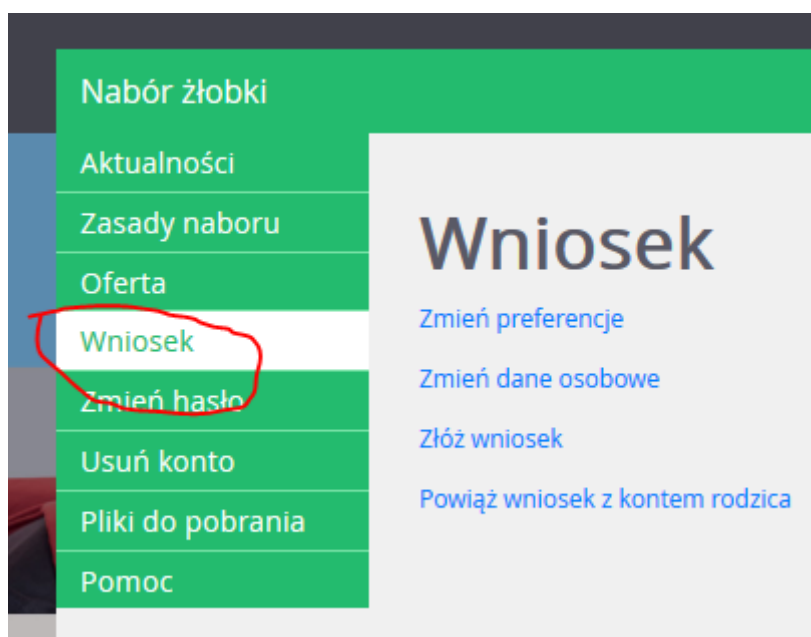 Nabór żłobki
Aktualności
Zasady naboru
Oferta
Wniosek
Zmień hasło
Usuń konto
Pliki do pobrania
Pomoc
Wniosek
Zmień preferencje
Zmień dane osobowe
Złóż wniosek
Powiąż wniosek z kontem rodzica